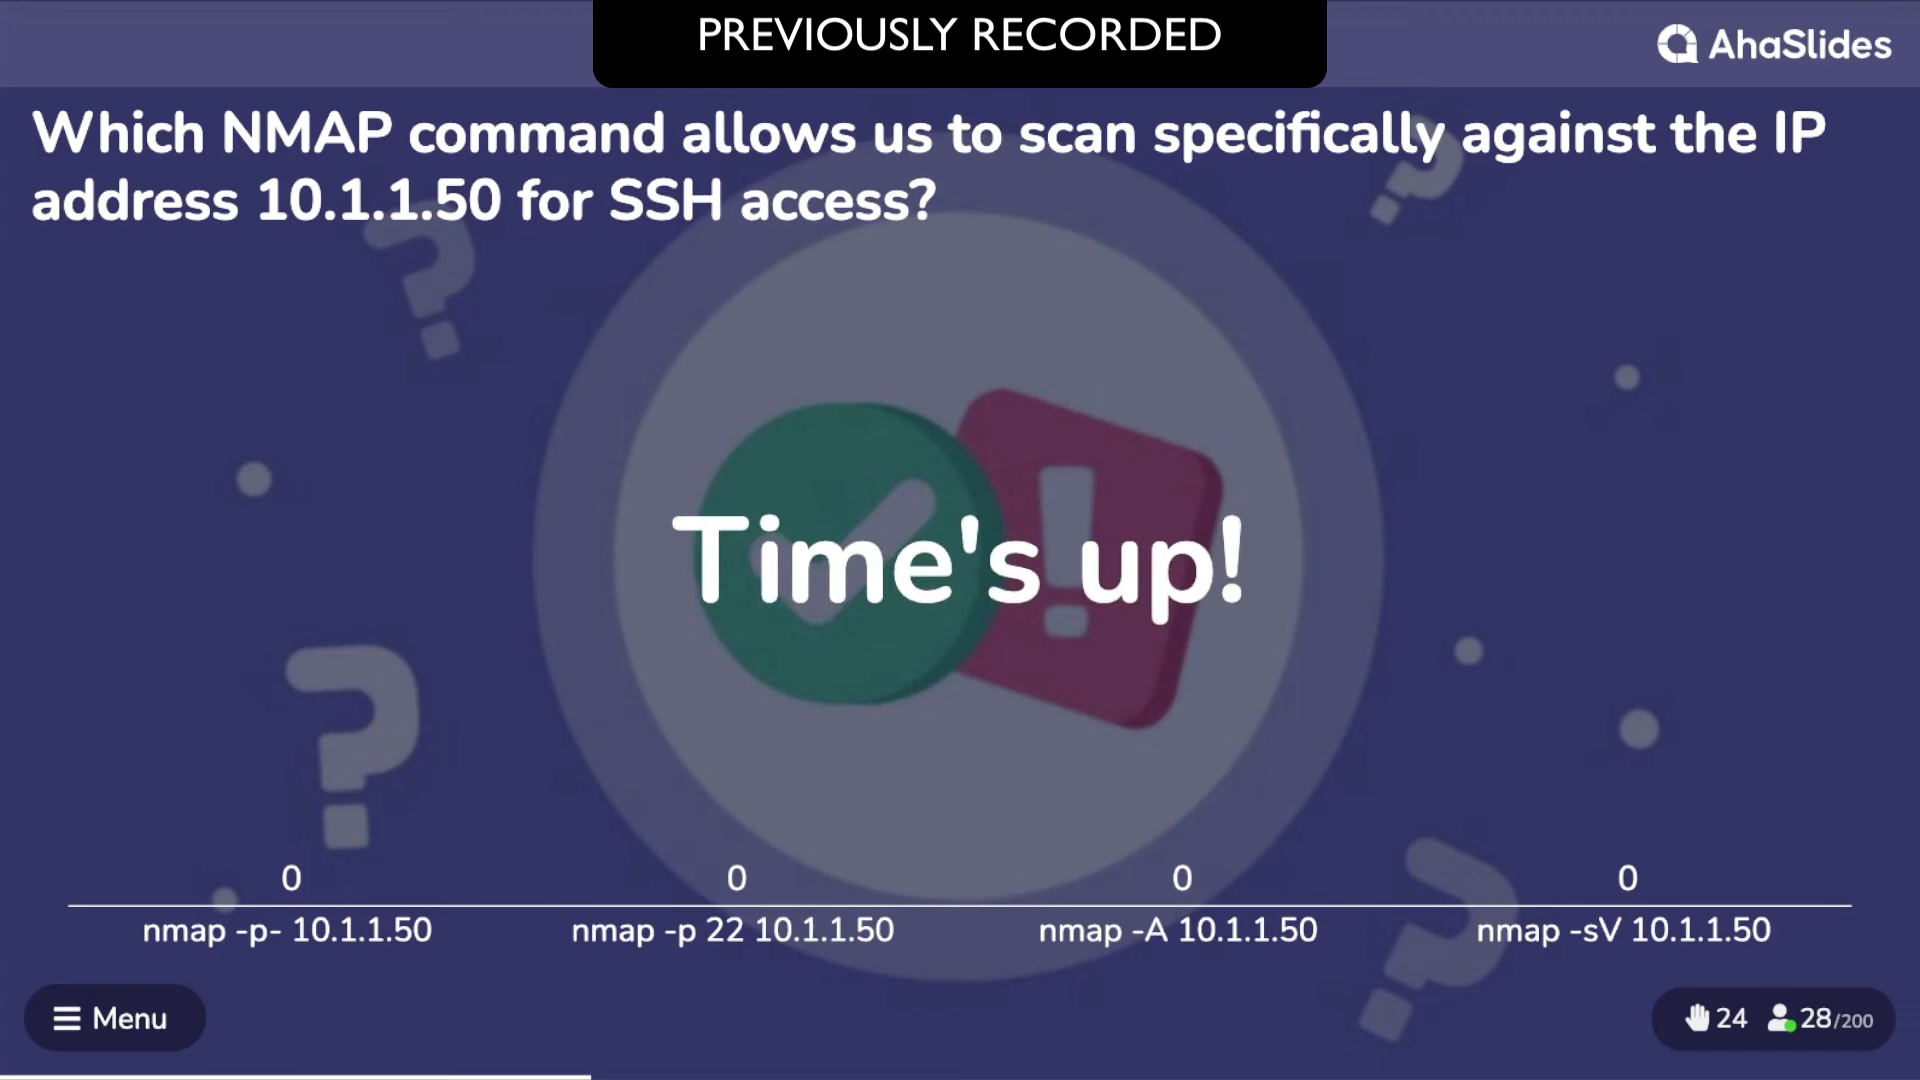 PREVIOUSLY RECORDED
AhaSlides
Which NMAP command allows us to scan specifically against the IP
address 10.1.1.50 for SSH access?
Time's up!
0 0 0 0
nmap -p- 10.1.1.50 nmap -p 22 10.1.1.50 nmap -A 10.1.1.50 nmap -sV 10.1.1.50
Menu 24 28/200